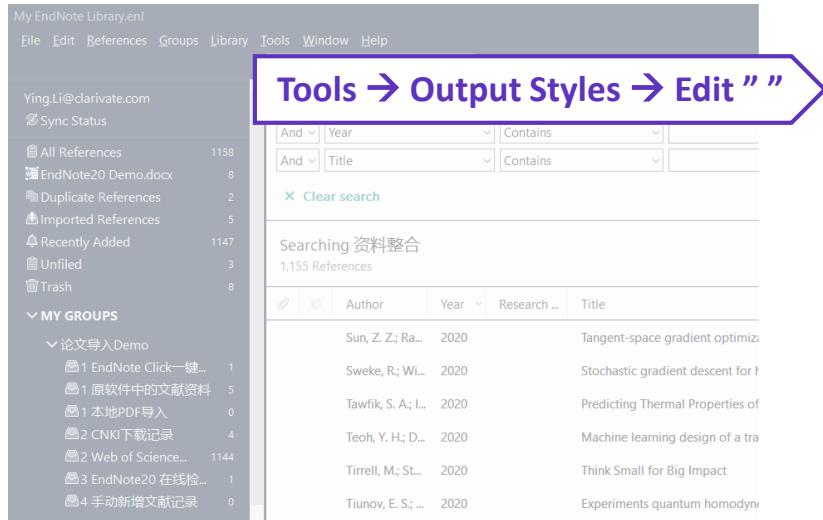 My EndNote Library.enl
File Edit References Groups Library Tools Window Help
Tools → Output Styles → Edit ” ”
Ying.Li@clarivate.com
Sync Status
And Year Contains
All References 1158
And Title Contains
EndNote20 Demo.docx 8
Duplicate References 2
× Clear search
Imported References 5
Recently Added 1147
Searching 资料整合
Unfiled 3
1,155 References
Trash 8
Author Year Research ... Title
MY GROUPS
Sun, Z. Z.; Ra... 2020 Tangent-space gradient optimiz
论文导入Demo
1 EndNote Click一键... 1
Sweke, R.; Wi... 2020 Stochastic gradient descent for
1 原软件中的文献资料 5
1 本地PDF导入 0
Tawfik, S. A.; I... 2020 Predicting Thermal Properties of
2 CNKI下载记录 4
Teoh, Y. H.; D... 2020 Machine learning design of a tra
2 Web of Science... 1144
Tirrell, M.; St... 2020 Think Small for Big Impact
3 EndNote20 在线检... 1
4 手动新增文献记录 0
Tiunov, E. S.; ... 2020 Experiments quantum homodyne